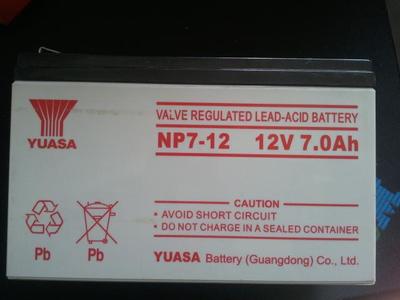 VALVE REGULATED LEAD-ACID BATTERY
YUASA
NP7-12 12V 7.0Ah
CAUTION
• AVOID SHORT CIRCUIT
• DO NOT CHARGE IN A SEALED CONTAINER
Pb Pb
YUASA Battery (Guangdong) Co., Ltd.